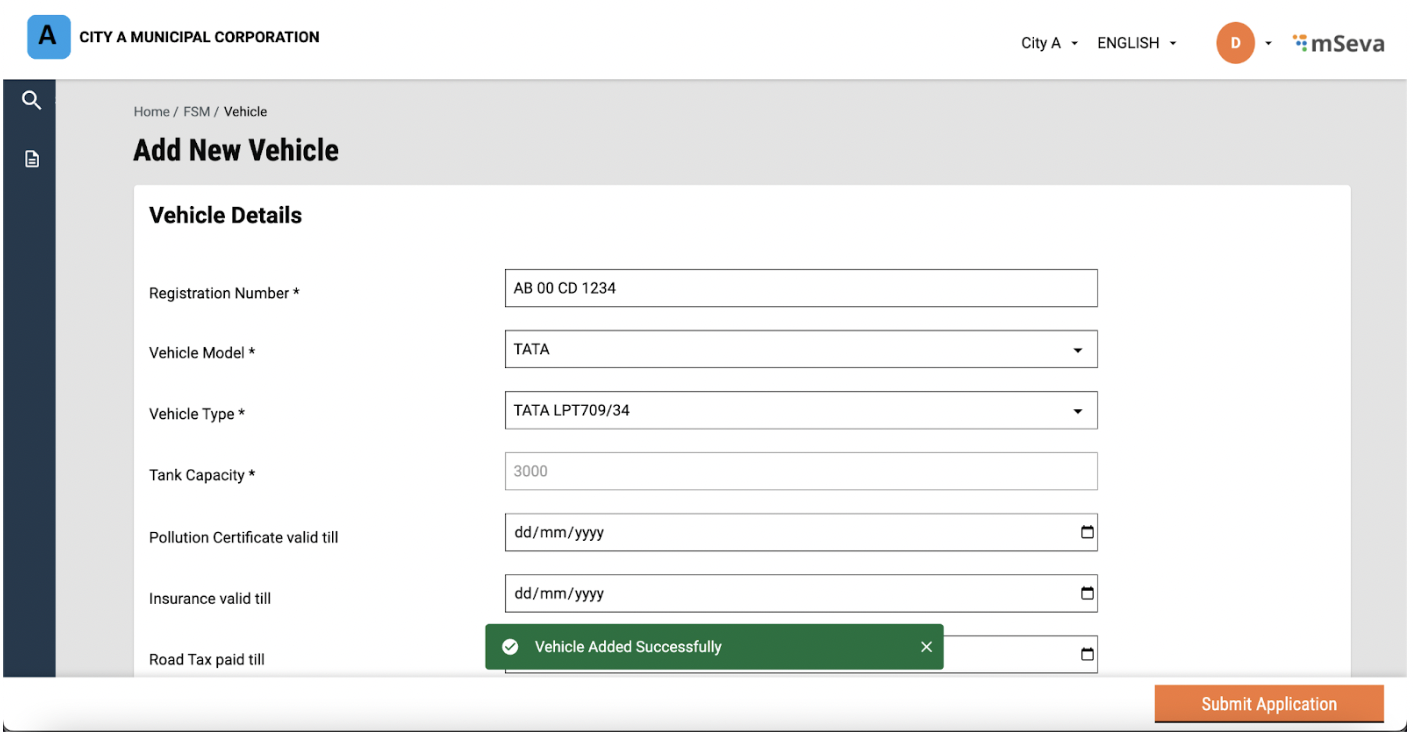 A CITY A MUNICIPAL CORPORATION City A ENGLISH D mSeva
Home / FSM / Vehicle
Add New Vehicle
Vehicle Details
Registration Number * AB 00 CD 1234
Vehicle Model * TATA
Vehicle Type * TATA LPT709/34
Tank Capacity * 3000
Pollution Certificate valid till dd/mm/yyyy
Insurance valid till dd/mm/yyyy
Vehicle Added Successfully
Road Tax paid till
Submit Application